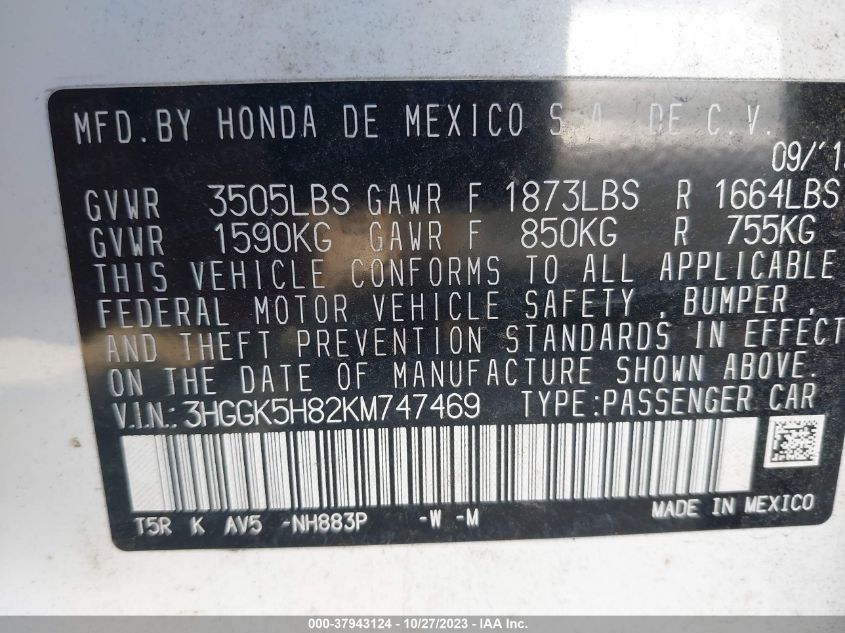 MFD.BY HONDA DE MEXICO S.A. DE C.V.
09/1
GVWR 3505LBS GAWR F 1873LBS R 1664LBS
GVWR 1590KG GAWR F 850KG R 755KG
THIS VEHICLE CONFORMS TO ALL APPLICABLE
FEDERAL MOTOR VEHICLE SAFETY , BUMPER ,
AND THEFT PREVENTION STANDARDS IN EFFECT
ON THE DATE OF MANUFACTURE SHOWN ABOVE.
V.I.N.: 3HGGK5H82KM747469 TYPE:PASSENGER CAR
T5R K AV5 -NH883P -W -M MADE IN MEXICO
000-37943124 - 10/27/2023 - IAA Inc.